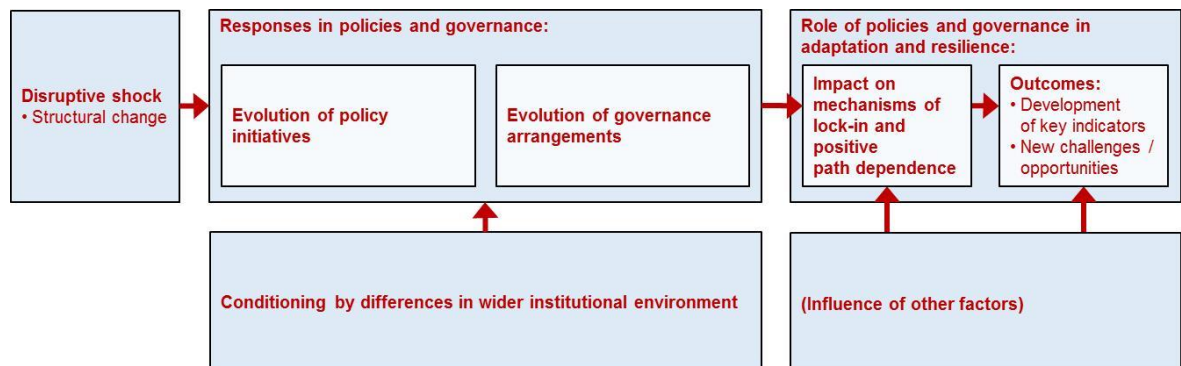 Disruptive shock
• Structural change
Responses in policies and governance:
Evolution of policy
initiatives
Evolution of governance
arrangements
Conditioning by differences in wider institutional environment
Role of policies and governance in
adaptation and resilience:
Impact on
mechanisms of
lock-in and
positive
path dependence
Outcomes:
• Development
of key indicators
• New challenges /
opportunities
(Influence of other factors)